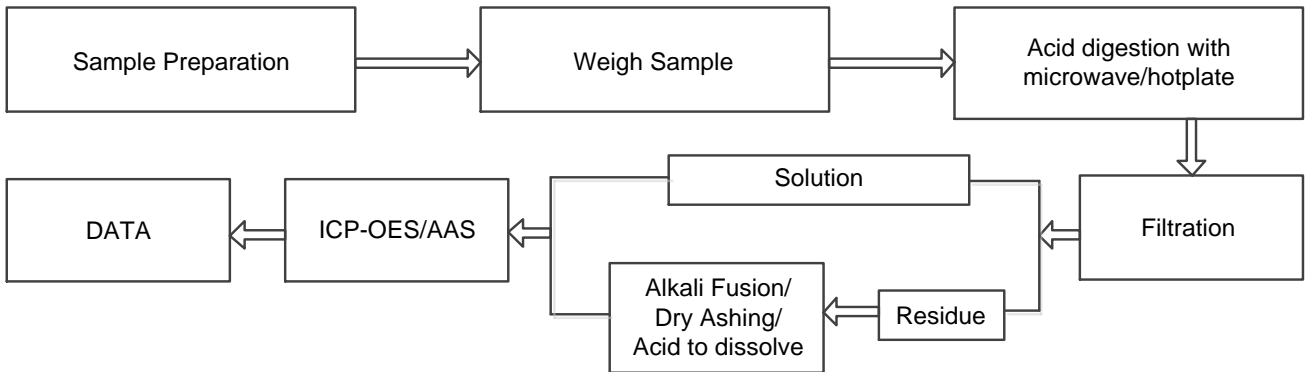 Sample Preparation
Weigh Sample
Acid digestion with
microwave/hotplate
Filtration
Solution
Residue
Alkali Fusion/
Dry Ashing/
Acid to dissolve
ICP-OES/AAS
DATA